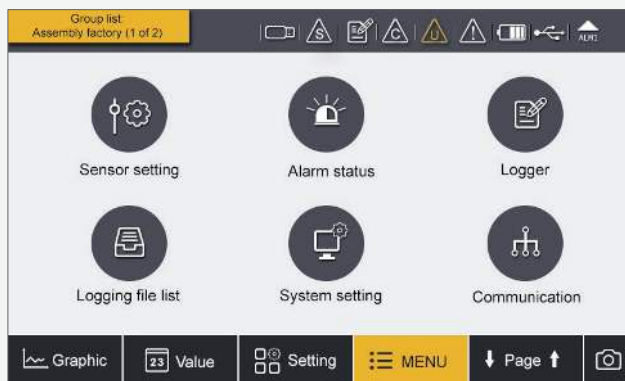 Group list
Assembly factory (1 of 2)
S
C
U
!
ALM1
Sensor setting
Alarm status
Logger
Logging file list
System setting
Communication
Graphic
23 Value
Setting
MENU
Page